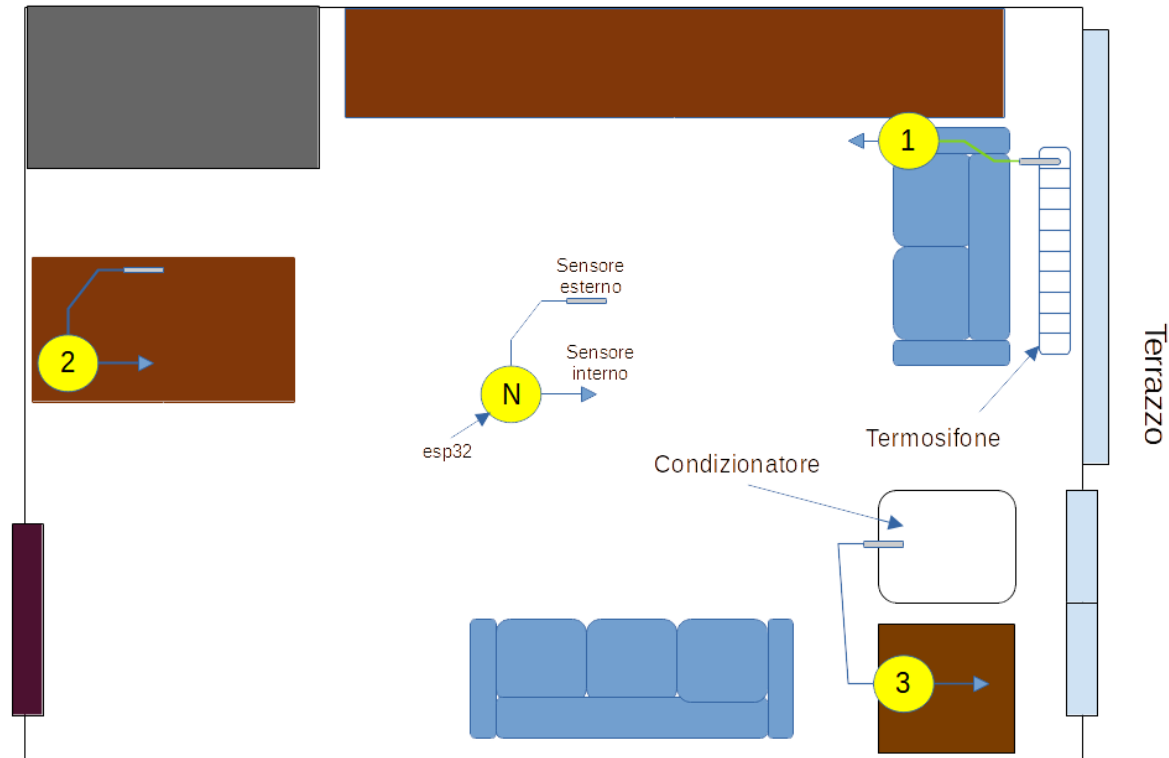 1
Sensore
esterno
2
Sensore
interno
N
esp32
Termosifone
Terrazzo
Condizionatore
3